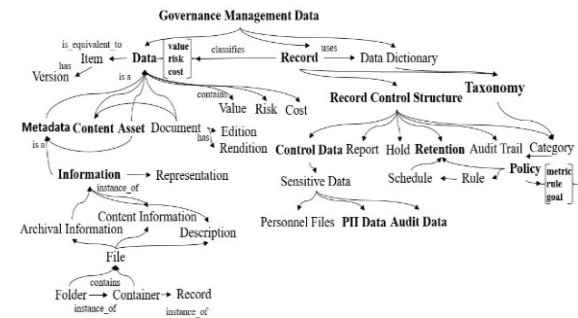 Governance Management Data
is_equivalent_to
Item Data value risk cost classifies Record uses Data Dictionary
has
Version
is a
contains
Value Risk Cost
Record Control Structure
Taxonomy
Metadata Content Asset Document has Edition
Rendition
Control Data Report Hold Retention Audit Trail Category
is a
Information Representation
instance_of
Sensitive Data
Schedule Rule Policy metric rule goal
Archival Information Content Information Description
Personnel Files PII Data Audit Data
File
contains
Folder Container Record
instance_of
instance_of